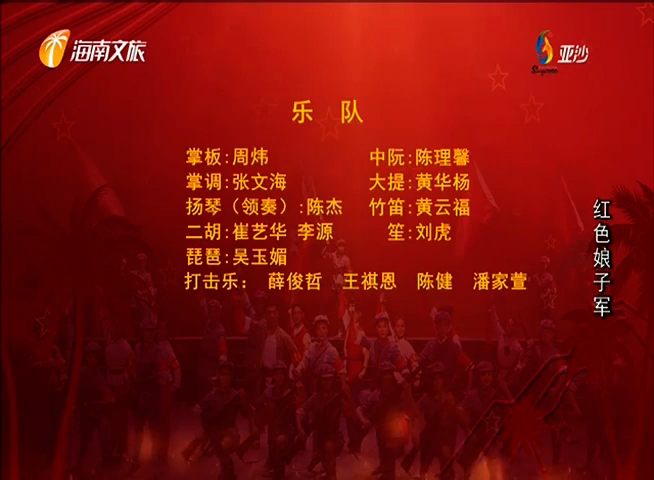 海南文旅
亚沙
乐 队
掌板:周炜 中阮:陈理馨
掌调:张文海 大提:黄华杨
扬琴（领奏）:陈杰 竹笛:黄云福
二胡:崔艺华 李源 笙:刘虎
琵琶:吴玉媚
打击乐: 薛俊哲 王祺恩 陈健 潘家萱
红色娘子军